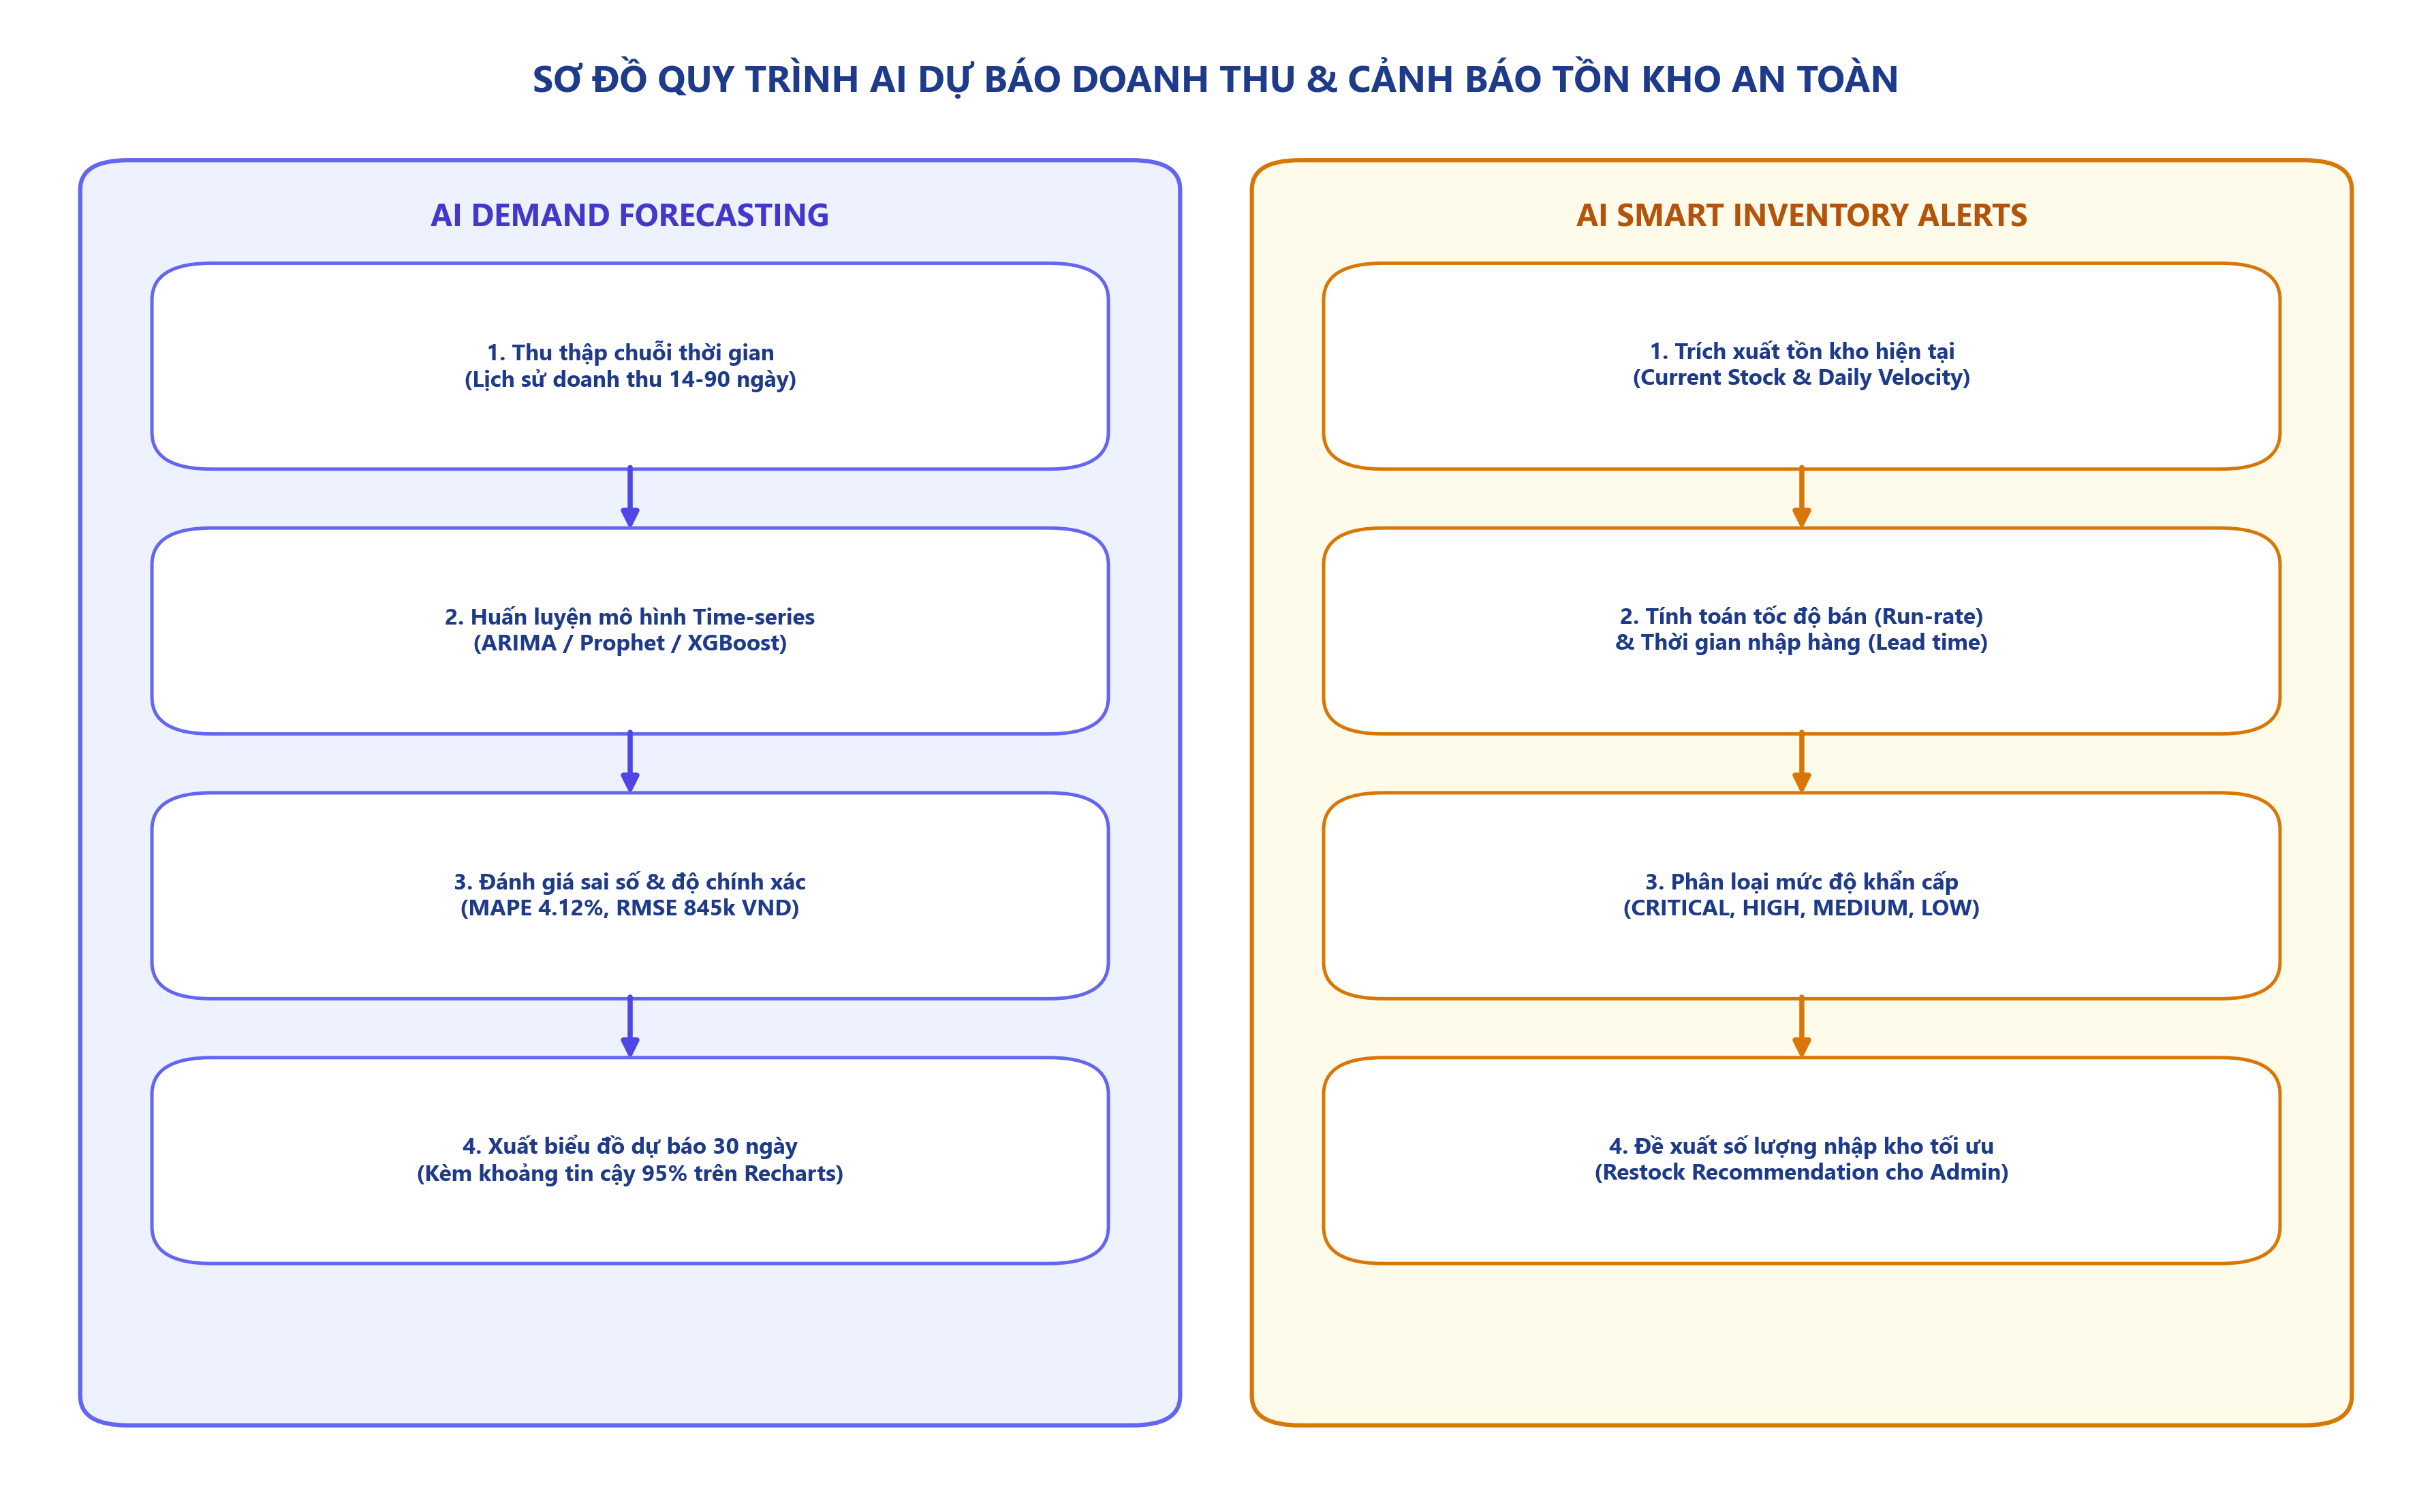 SƠ ĐỒ QUY TRÌNH AI DỰ BÁO DOANH THU & CẢNH BÁO TỒN KHO AN TOÀN
AI DEMAND FORECASTING
1. Thu thập chuỗi thời gian
(Lịch sử doanh thu 14-90 ngày)
2. Huấn luyện mô hình Time-series
(ARIMA / Prophet / XGBoost)
3. Đánh giá sai số & độ chính xác
(MAPE 4.12%, RMSE 845k VND)
4. Xuất biểu đồ dự báo 30 ngày
(Kèm khoảng tin cậy 95% trên Recharts)
AI SMART INVENTORY ALERTS
1. Trích xuất tồn kho hiện tại
(Current Stock & Daily Velocity)
2. Tính toán tốc độ bán (Run-rate)
& Thời gian nhập hàng (Lead time)
3. Phân loại mức độ khẩn cấp
(CRITICAL, HIGH, MEDIUM, LOW)
4. Đề xuất số lượng nhập kho tối ưu
(Restock Recommendation cho Admin)